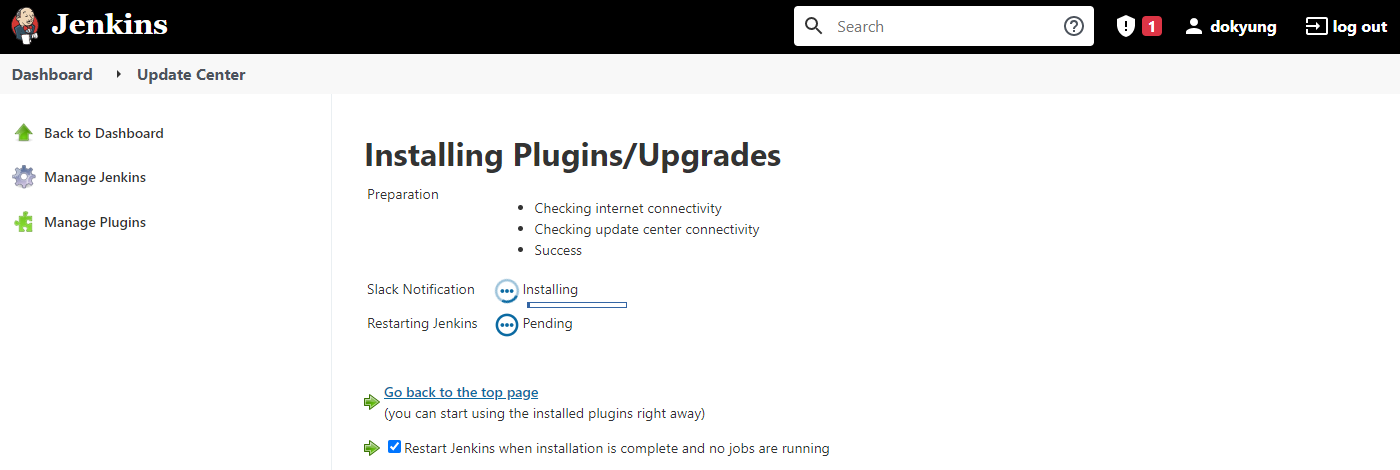 Jenkins
Search
1
dokyung
log out
Dashboard
Update Center
Back to Dashboard
Manage Jenkins
Manage Plugins
Installing Plugins/Upgrades
Preparation
Checking internet connectivity
Checking update center connectivity
Success
Slack Notification
Installing
Restarting Jenkins
Pending
Go back to the top page
(you can start using the installed plugins right away)
Restart Jenkins when installation is complete and no jobs are running